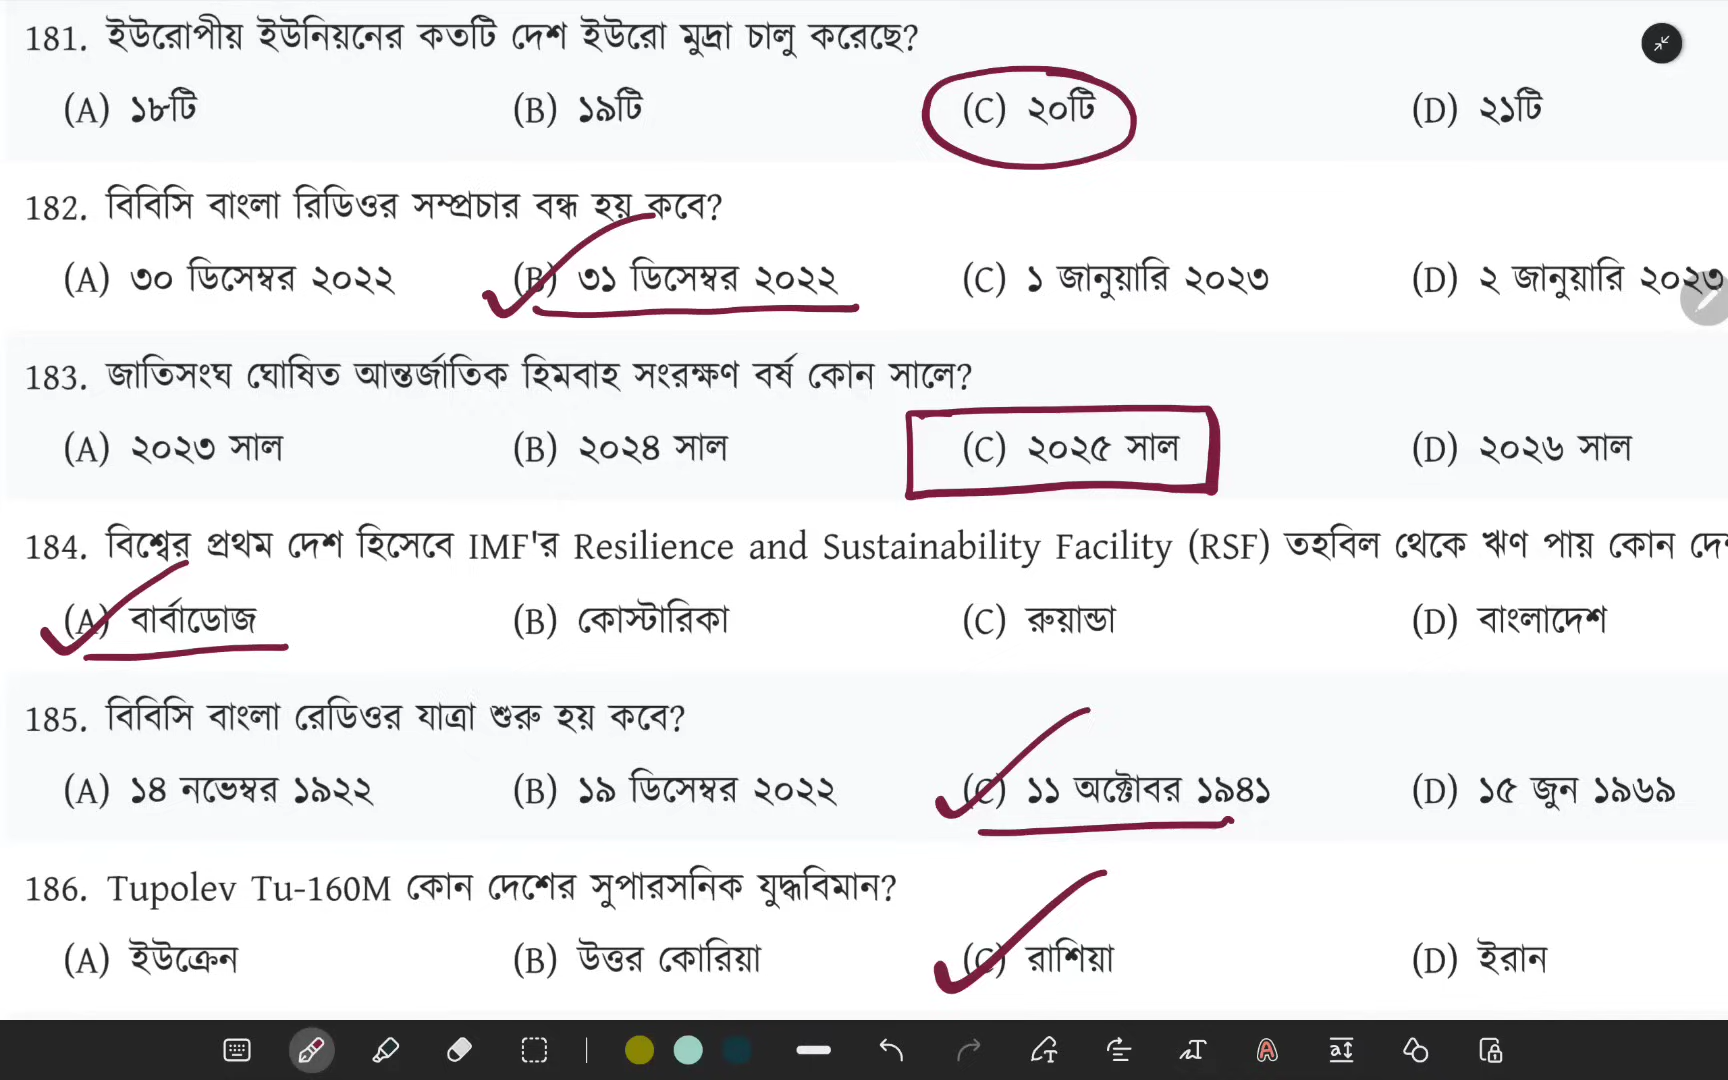 181. ইউরোপীয় ইউনিয়নের কতটি দেশ ইউরো মুদ্রা চালু করেছে?
(A) ১৮টি (B) ১৯টি (C) ২০টি (D) ২১টি
182. বিবিসি বাংলা রিডিওর সম্প্রচার বন্ধ হয় কবে?
(A) ৩০ ডিসেম্বর ২০২২ (B) ৩১ ডিসেম্বর ২০২২ (C) ১ জানুয়ারি ২০২৩ (D) ২ জানুয়ারি ২০২৩
183. জাতিসংঘ ঘোষিত আন্তর্জাতিক হিমবাহ সংরক্ষণ বর্ষ কোন সালে?
(A) ২০২৩ সাল (B) ২০২৪ সাল (C) ২০২৫ সাল (D) ২০২৬ সাল
184. বিশ্বের প্রথম দেশ হিসেবে IMF'র Resilience and Sustainability Facility (RSF) তহবিল থেকে ঋণ পায় কোন
(A) বার্বাডোজ (B) কোস্টারিকা (C) রুয়ান্ডা (D) বাংলাদেশ
185. বিবিসি বাংলা রেডিওর যাত্রা শুরু হয় কবে?
(A) ১৪ নভেম্বর ১৯২২ (B) ১৯ ডিসেম্বর ২০২২ (C) ১১ অক্টোবর ১৯৪১ (D) ১৫ জুন ১৯৬৯
186. Tupolev Tu-160M কোন দেশের সুপারসনিক যুদ্ধবিমান?
(A) ইউক্রেন (B) উত্তর কোরিয়া (C) রাশিয়া (D) ইরান